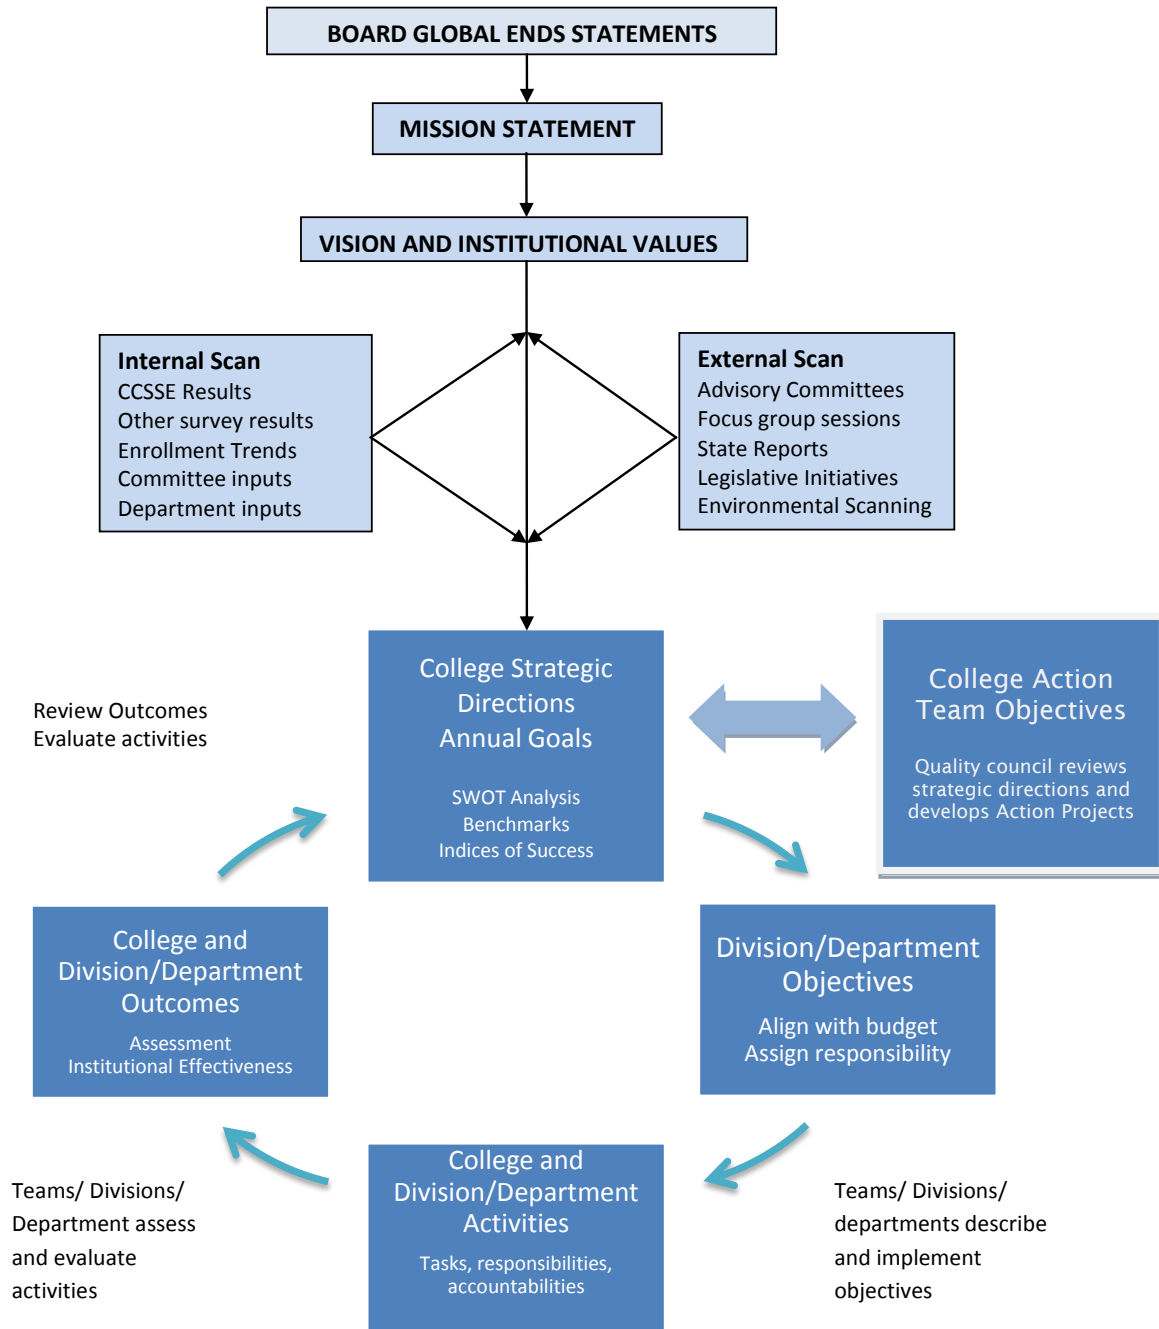 BOARD GLOBAL ENDS STATEMENTS
MISSION STATEMENT
VISION AND INSTITUTIONAL VALUES
Internal Scan
CCSSE Results
Other survey results
Enrollment Trends
Committee inputs
Department inputs
External Scan
Advisory Committees
Focus group sessions
State Reports
Legislative Initiatives
Environmental Scanning
College Strategic
Directions
Annual Goals
SWOT Analysis
Benchmarks
Indices of Success
College Action
Team Objectives
Quality council reviews
strategic directions and
develops Action Projects
Review Outcomes
Evaluate activities
College and
Division/Department
Outcomes
Assessment
Institutional Effectiveness
Division/Department
Objectives
Align with budget
Assign responsibility
College and
Division/Department
Activities
Tasks, responsibilities,
accountabilities
Teams/ Divisions/
Department assess
and evaluate
activities
Teams/ Divisions/
departments describe
and implement
objectives